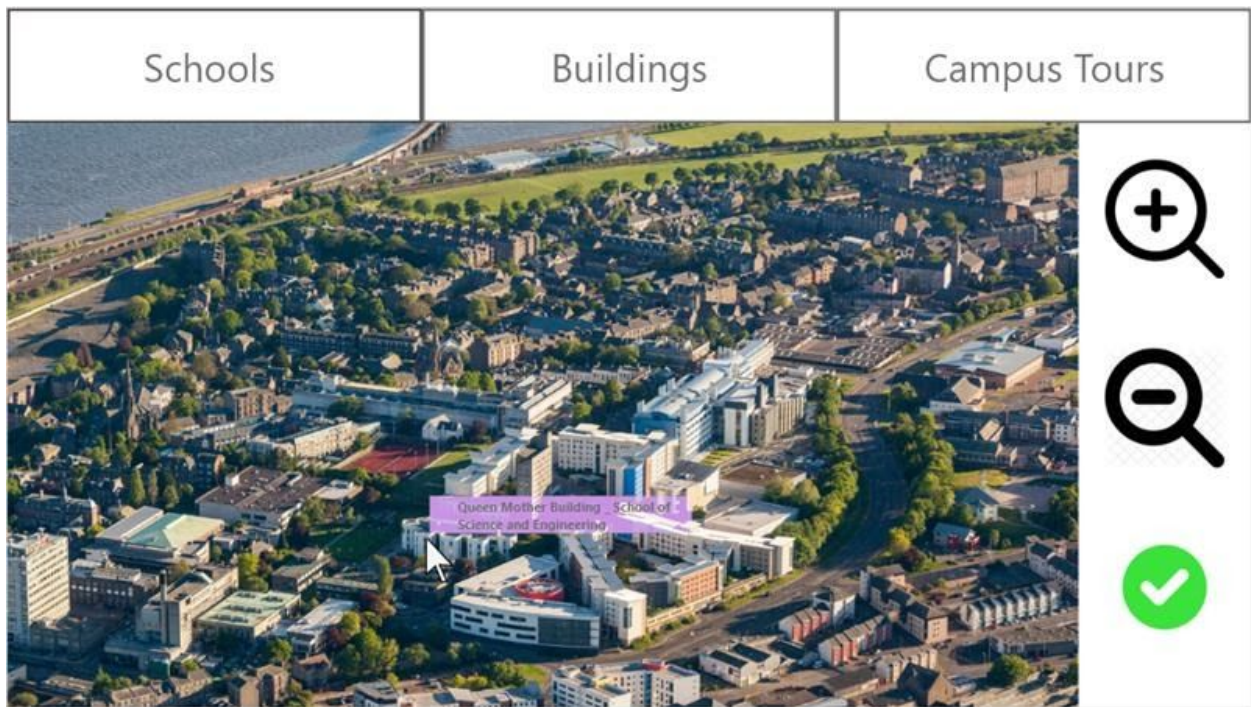 Schools
Buildings
Campus Tours
Queen Mother Building _ School of
Science and Engineering